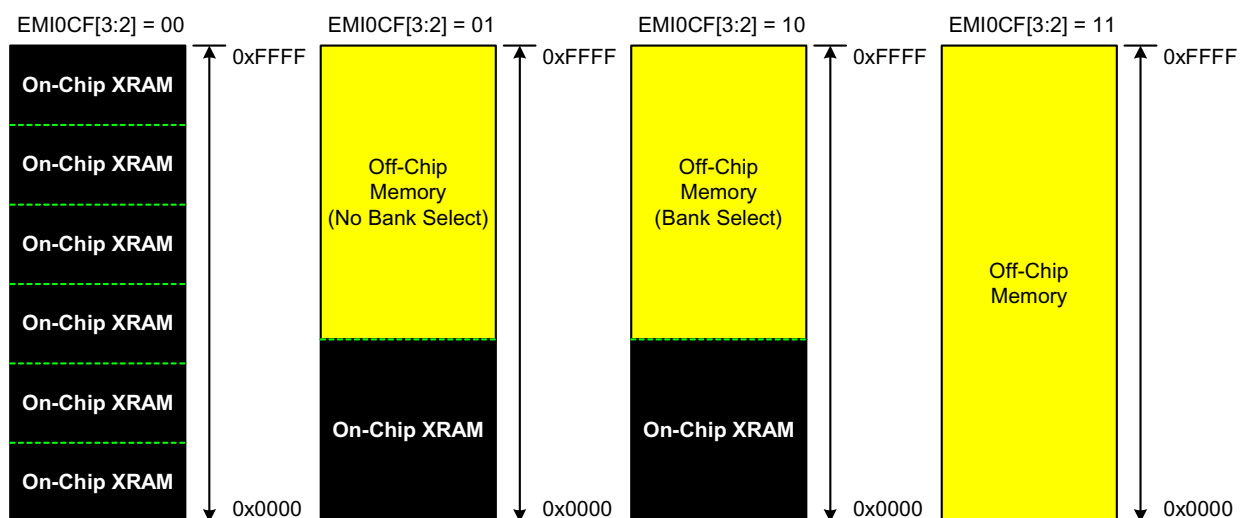 EMI0CF[3:2] = 00
On-Chip XRAM
On-Chip XRAM
On-Chip XRAM
On-Chip XRAM
On-Chip XRAM
On-Chip XRAM
0xFFFF
0x0000
EMI0CF[3:2] = 01
Off-Chip
Memory
(No Bank Select)
On-Chip XRAM
0xFFFF
0x0000
EMI0CF[3:2] = 10
Off-Chip
Memory
(Bank Select)
On-Chip XRAM
0xFFFF
0x0000
EMI0CF[3:2] = 11
Off-Chip
Memory
0xFFFF
0x0000